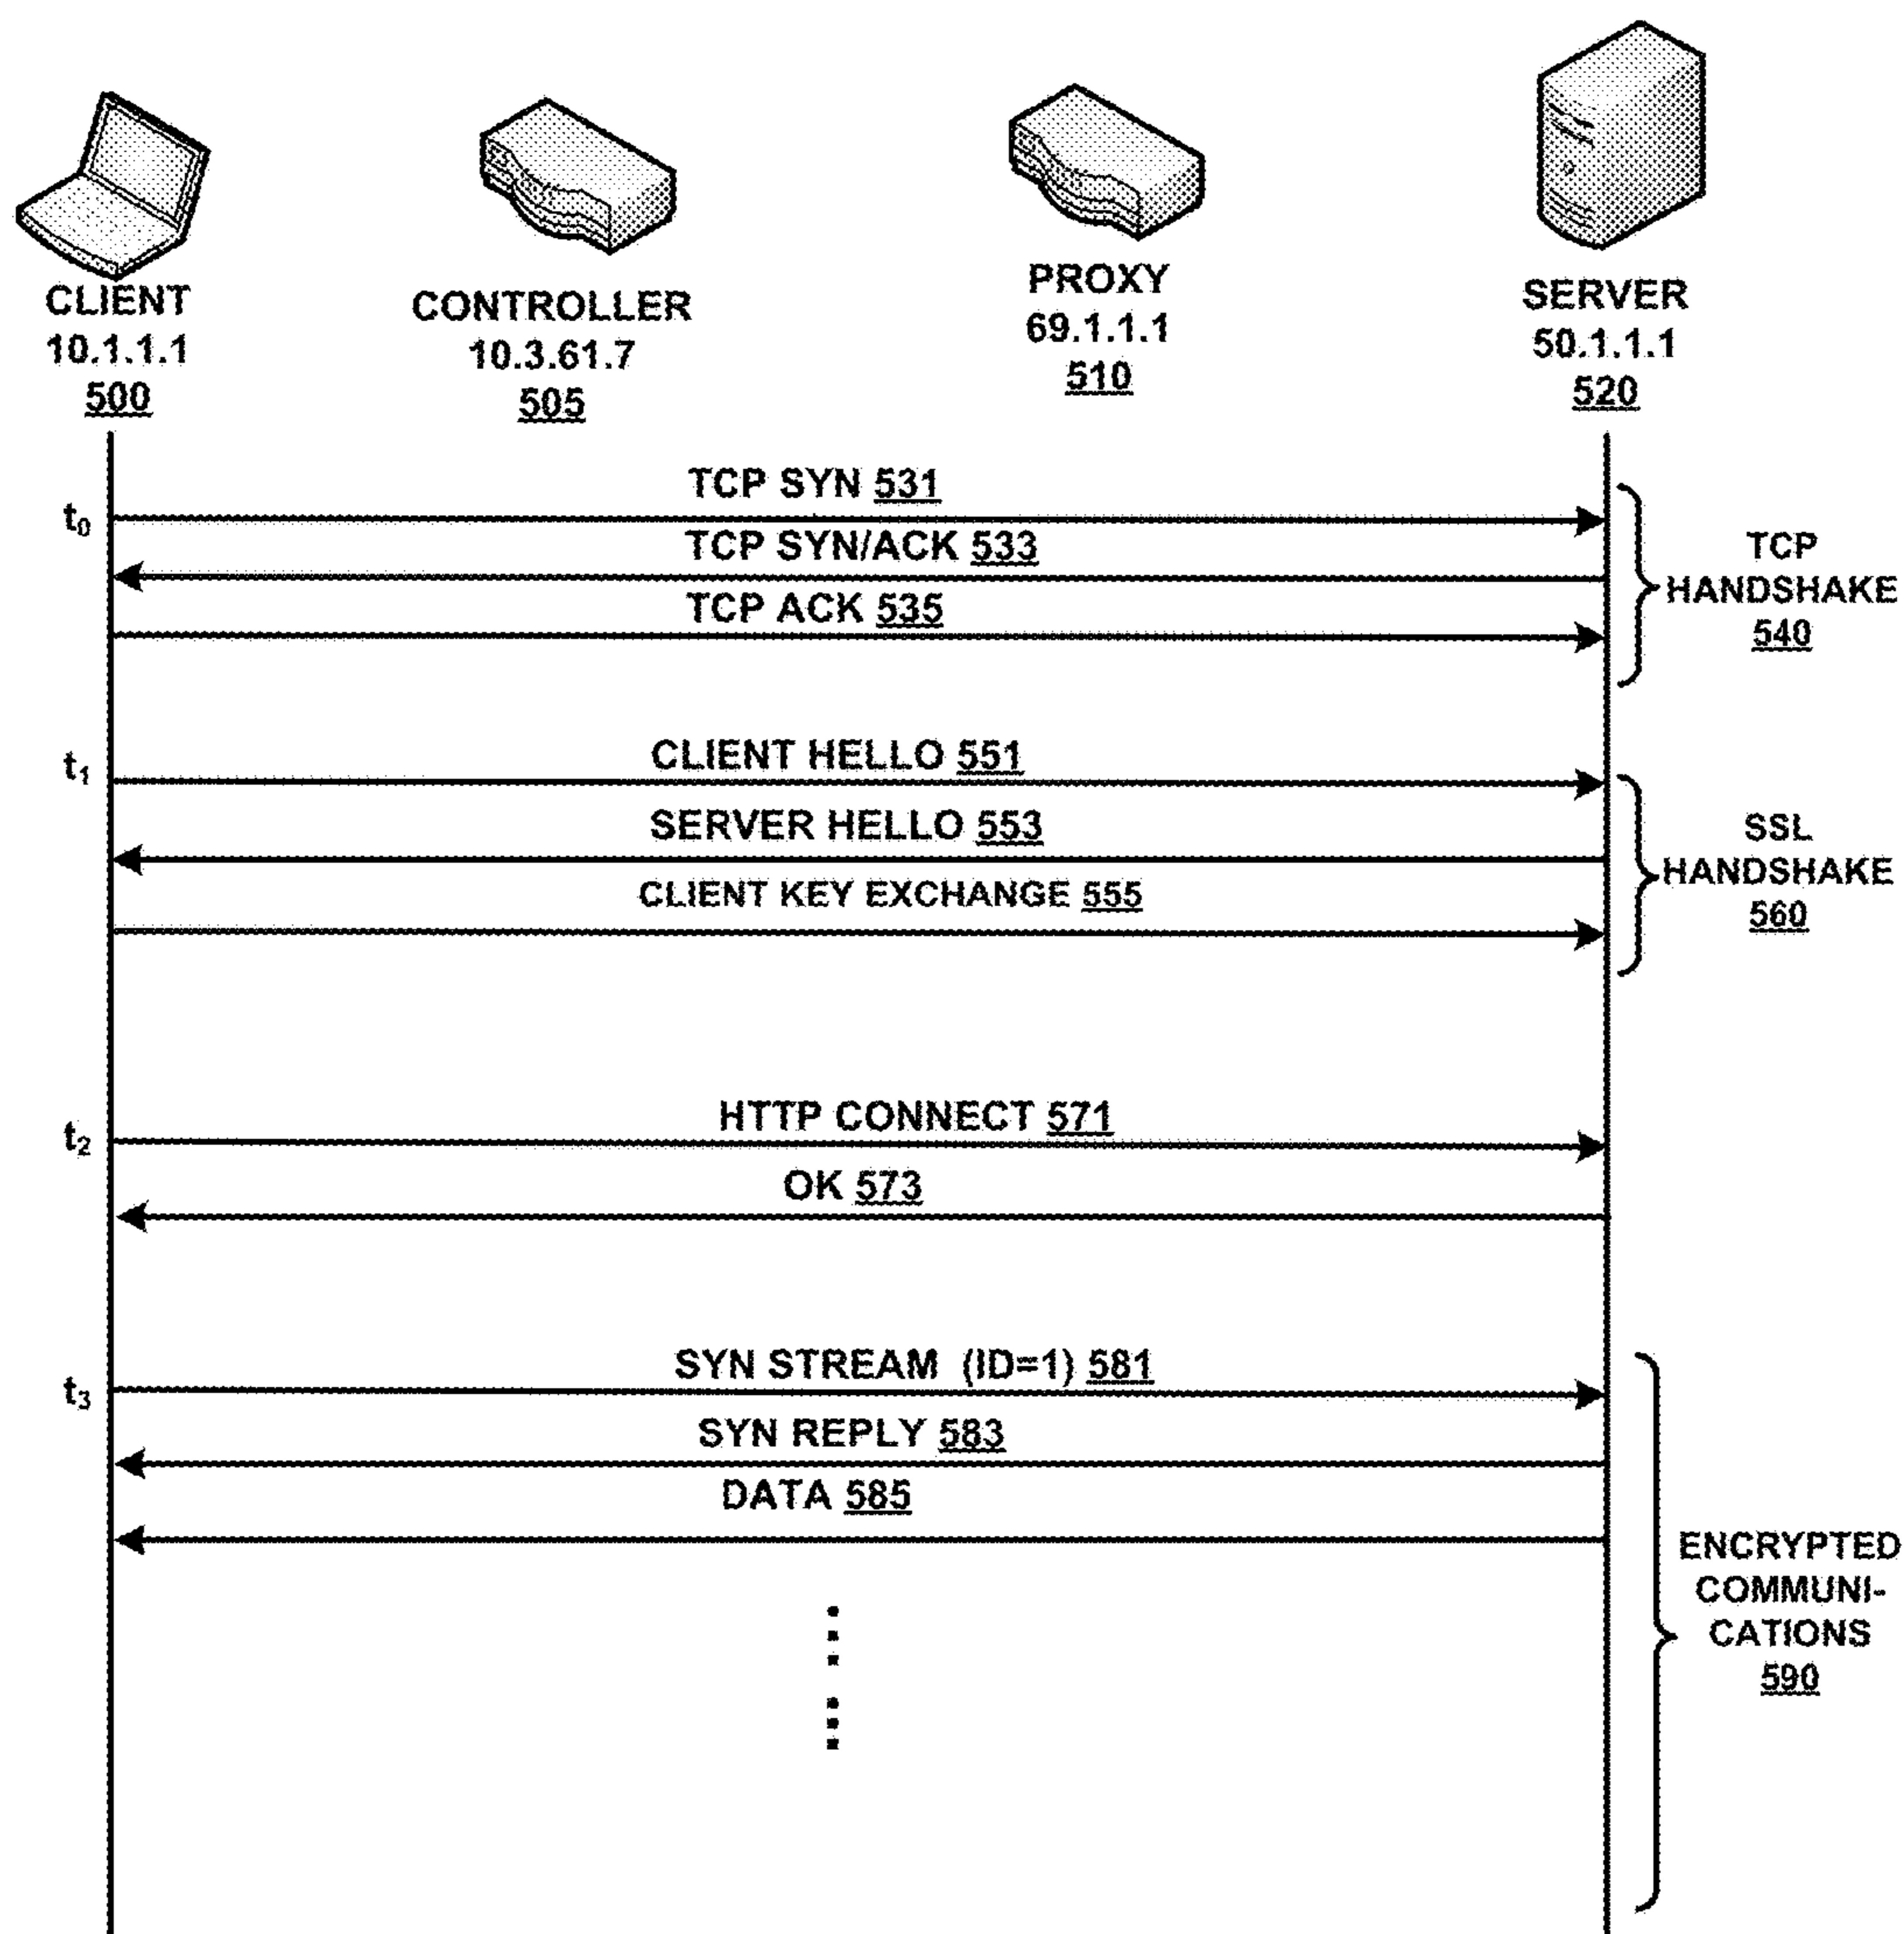 CLIENT
10.1.1.1
500
CONTROLLER
10.3.61.7
505
PROXY
69.1.1.1
510
SERVER
50.1.1.1
520
t0
TCP SYN 531
TCP SYN/ACK 533
TCP ACK 535
TCP
HANDSHAKE
540
t1
CLIENT HELLO 551
SERVER HELLO 553
CLIENT KEY EXCHANGE 555
SSL
HANDSHAKE
560
t2
HTTP CONNECT 571
OK 573
t3
SYN STREAM (ID=1) 581
SYN REPLY 583
DATA 585
ENCRYPTED
COMMUNI-
CATIONS
590